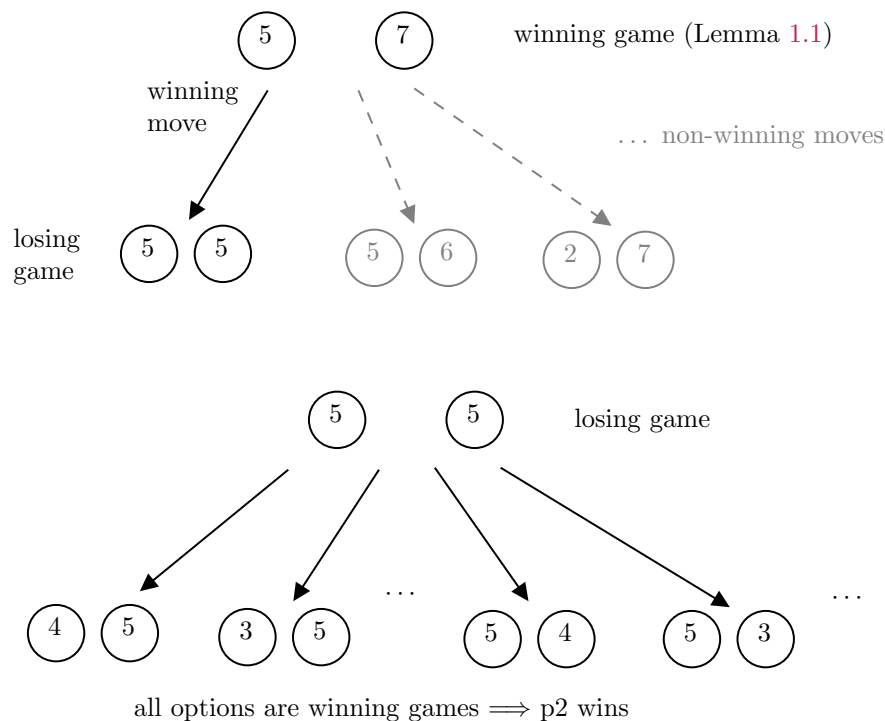 5 7 winning game (Lemma 1.1)
winning
move
... non-winning moves
losing
game
5 5 5 6 2 7
5 5 losing game
... ...
4 5 3 5 5 4 5 3
all options are winning games ⟹ p2 wins